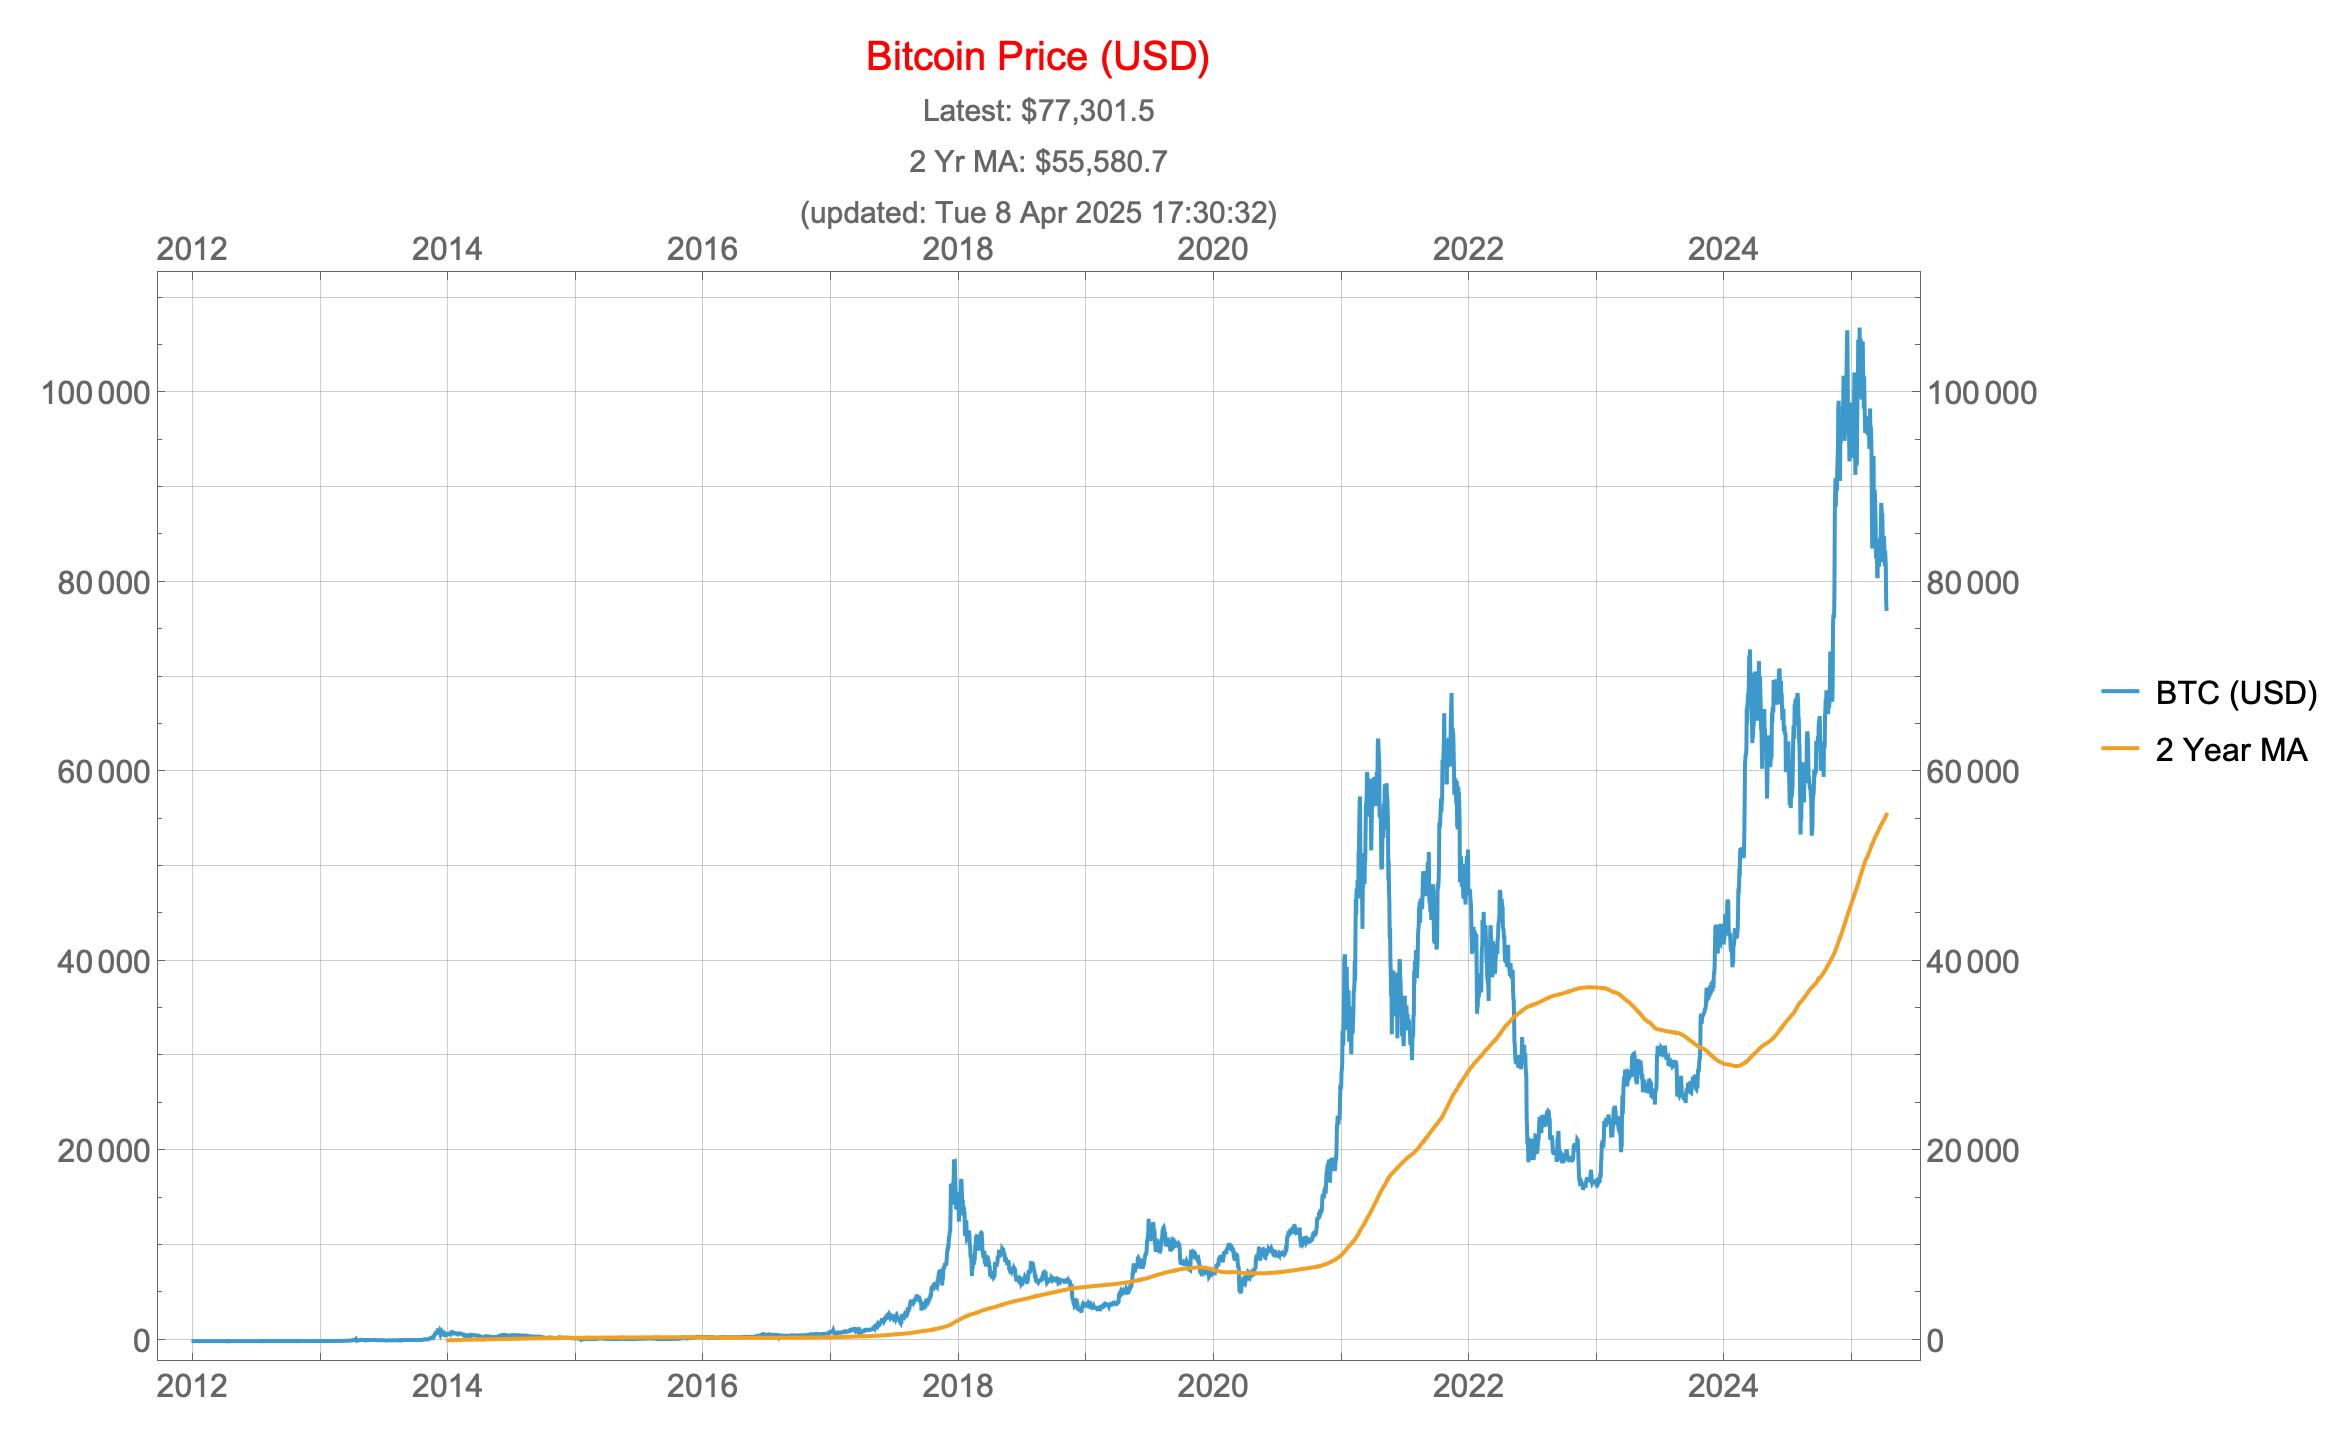 Bitcoin Price (USD)
Latest: $77,301.5
2 Yr MA: $55,580.7
(updated: Tue 8 Apr 2025 17:30:32)
2012 2014 2016 2018 2020 2022 2024
100 000 100 000
80 000 80 000
BTC (USD)
2 Year MA
60 000 60 000
40 000 40 000
20 000 20 000
0 0
2012 2014 2016 2018 2020 2022 2024